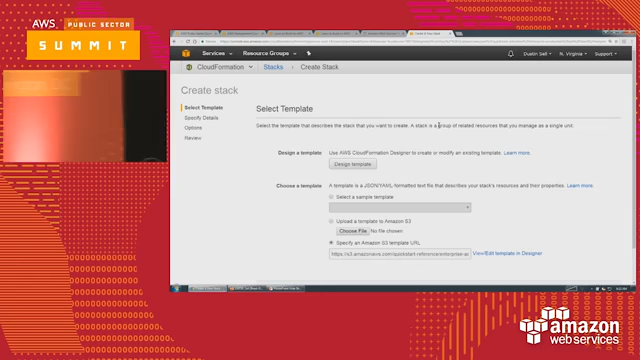 AWS PUBLIC SECTOR
SUMMIT
Services
Resource Groups
Dustin Sell
N. Virginia
Support
CloudFormation
Stacks
Create Stack
Create stack
Select Template
Specify Details
Options
Review
Select Template
Select the template that describes the stack that you want to create. A stack is a group of related resources that you manage as a single unit.
Design a template
Use AWS CloudFormation Designer to create or modify an existing template. Learn more.
Design template
Choose a template
A template is a JSON/YAML-formatted text file that describes your stack's resources and their properties. Learn more.
Select a sample template
Upload a template to Amazon S3
Choose File No file chosen
Specify an Amazon S3 template URL
View/Edit template in Designer
amazon
web services